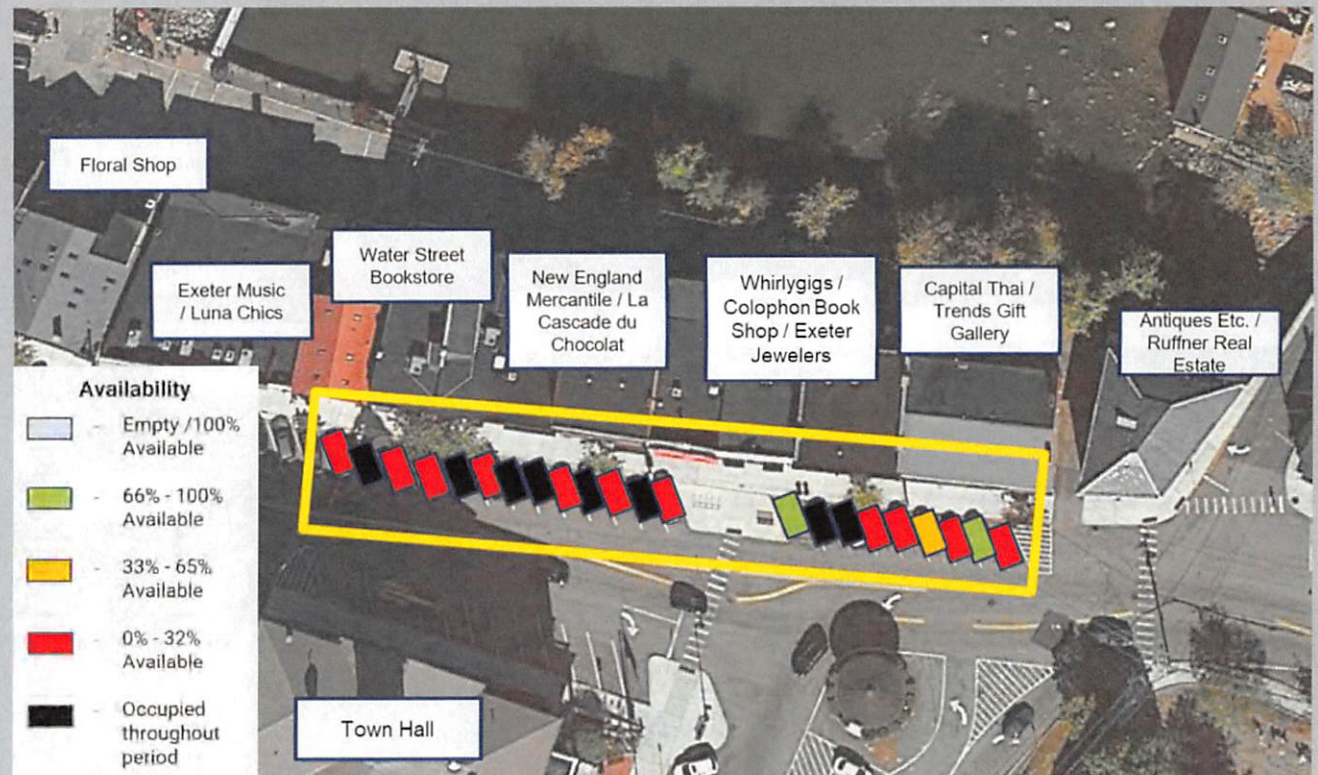 Floral Shop
Exeter Music
/ Luna Chics
Water Street
Bookstore
New England
Mercantile / La
Cascade du
Chocolat
Whirlygigs /
Colophon Book
Shop / Exeter
Jewelers
Capital Thai /
Trends Gift
Gallery
Antiques Etc. /
Ruffner Real
Estate
Availability
- Empty /100%
Available
- 66% - 100%
Available
- 33% - 65%
Available
- 0% - 32%
Available
- Occupied
throughout
period
Town Hall